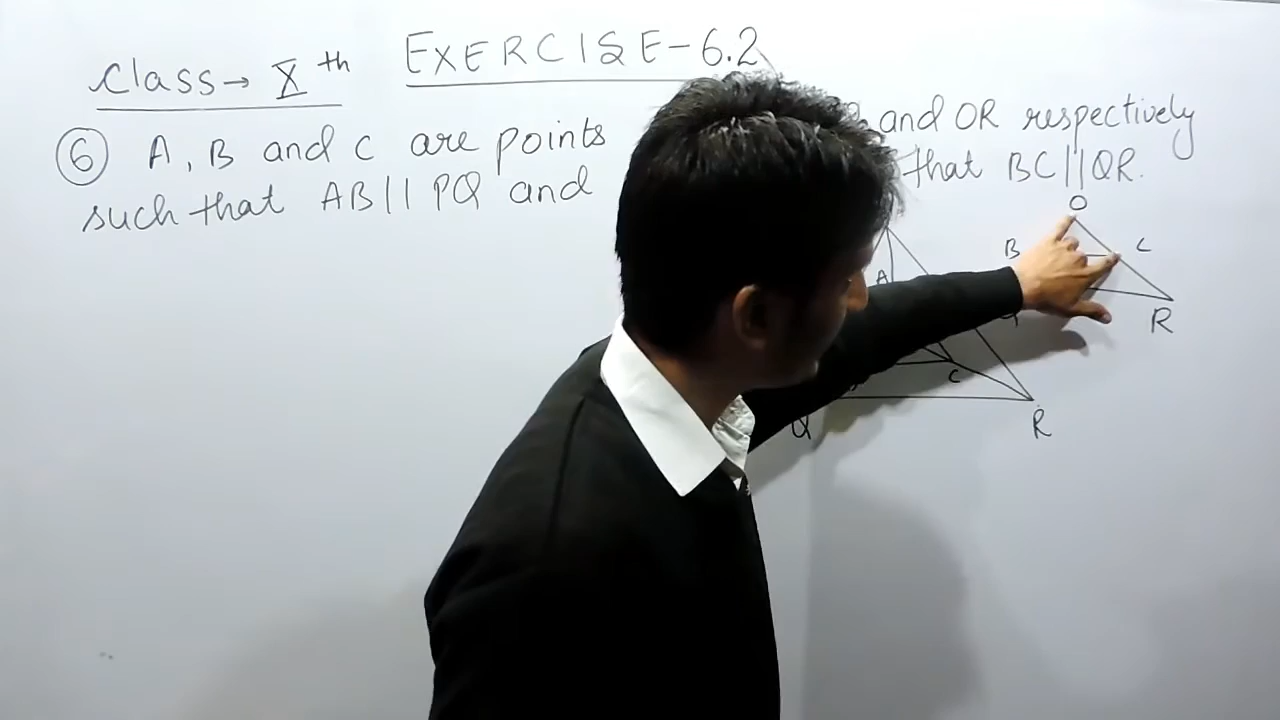 Class → X th EXERCISE - 6.2
6 A, B and C are points and OR respectively
such that AB || PQ and that BC || QR.
O
B C
R
A
C
Q R